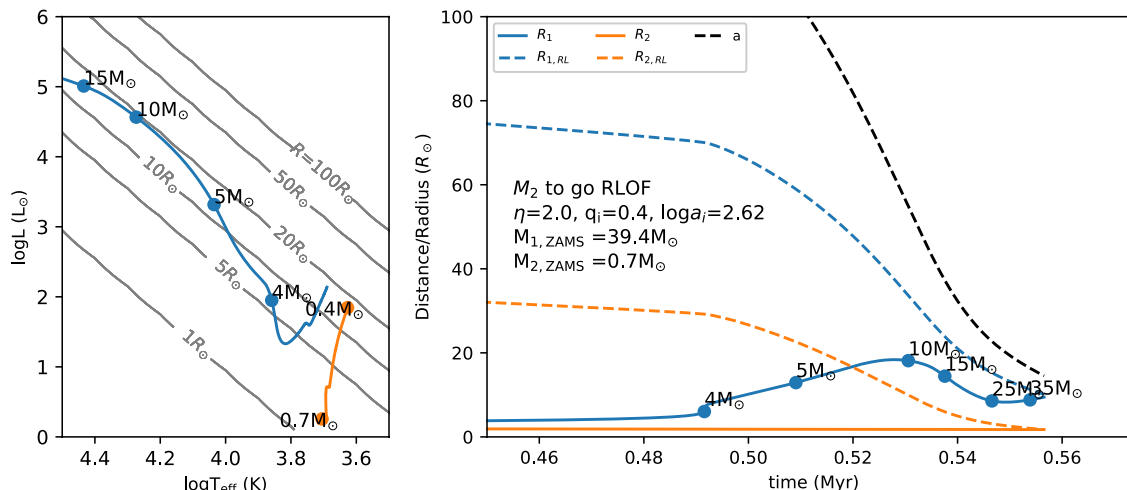 logL (L⊙)
6
5
4
3
2
1
0
4.4 4.2 4.0 3.8 3.6
logTeff (K)
15M⊙
10M⊙
5M⊙
4M⊙
0.4M⊙
0.7M⊙
R=100R⊙
50R⊙
20R⊙
10R⊙
5R⊙
1R⊙
Distance/Radius (R⊙)
100
80
60
40
20
0
0.46 0.48 0.50 0.52 0.54 0.56
time (Myr)
R1 R2 a
R1,RL R2,RL
M2 to go RLOF
η=2.0, qi=0.4, logai=2.62
M1,ZAMS =39.4M⊙
M2,ZAMS =0.7M⊙
4M⊙
5M⊙
10M⊙
15M⊙
25M⊙
35M⊙